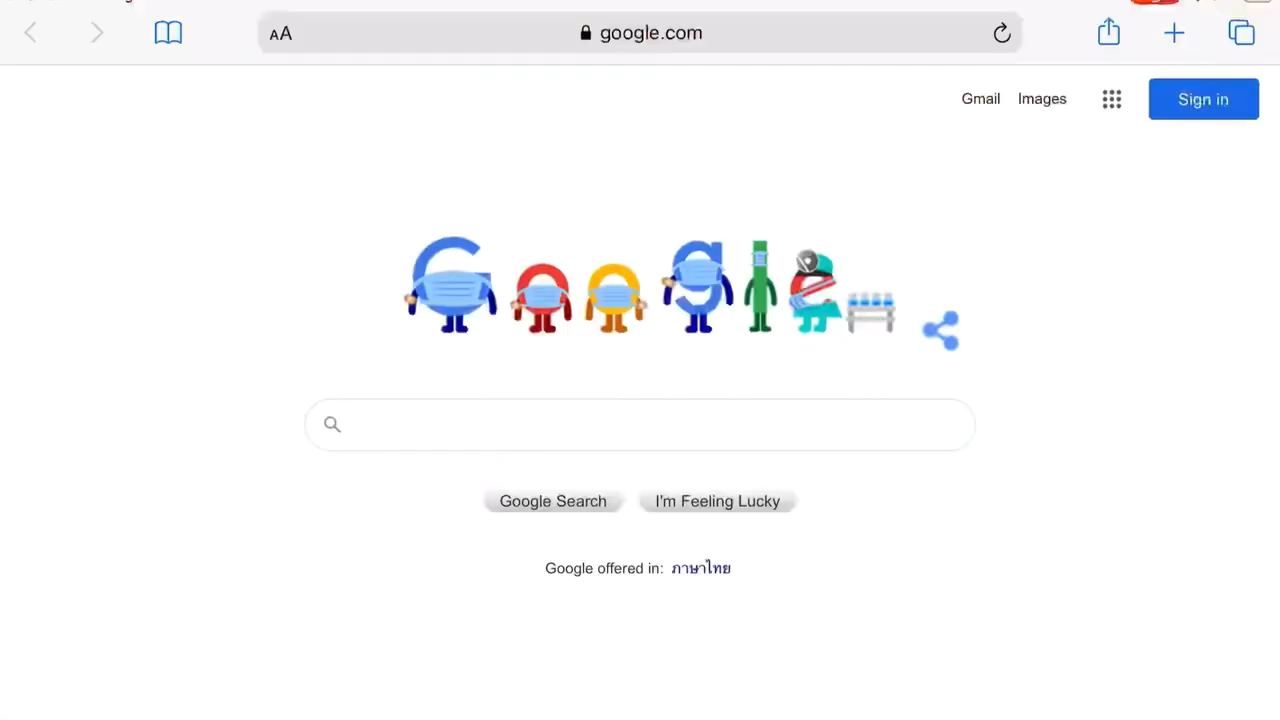 AA google.com
Gmail Images Sign in
Google
Google Search I'm Feeling Lucky
Google offered in: ภาษาไทย